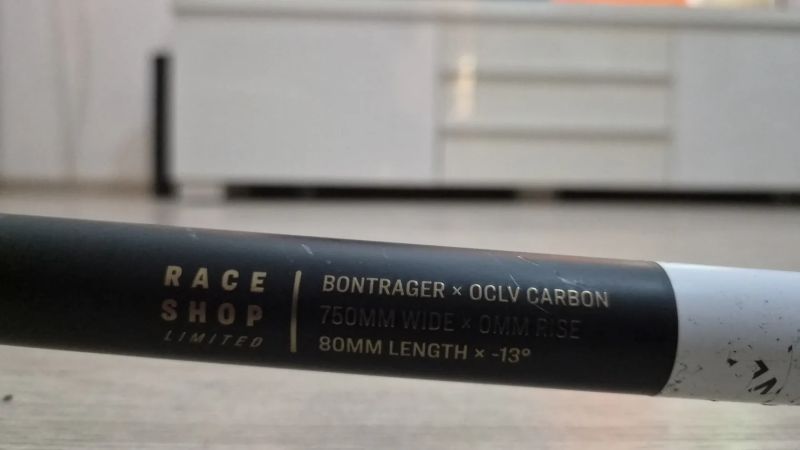 RACE
SHOP
LIMITED
BONTRAGER × OCLV CARBON
750MM WIDE × 0MM RISE
80MM LENGTH × -13°